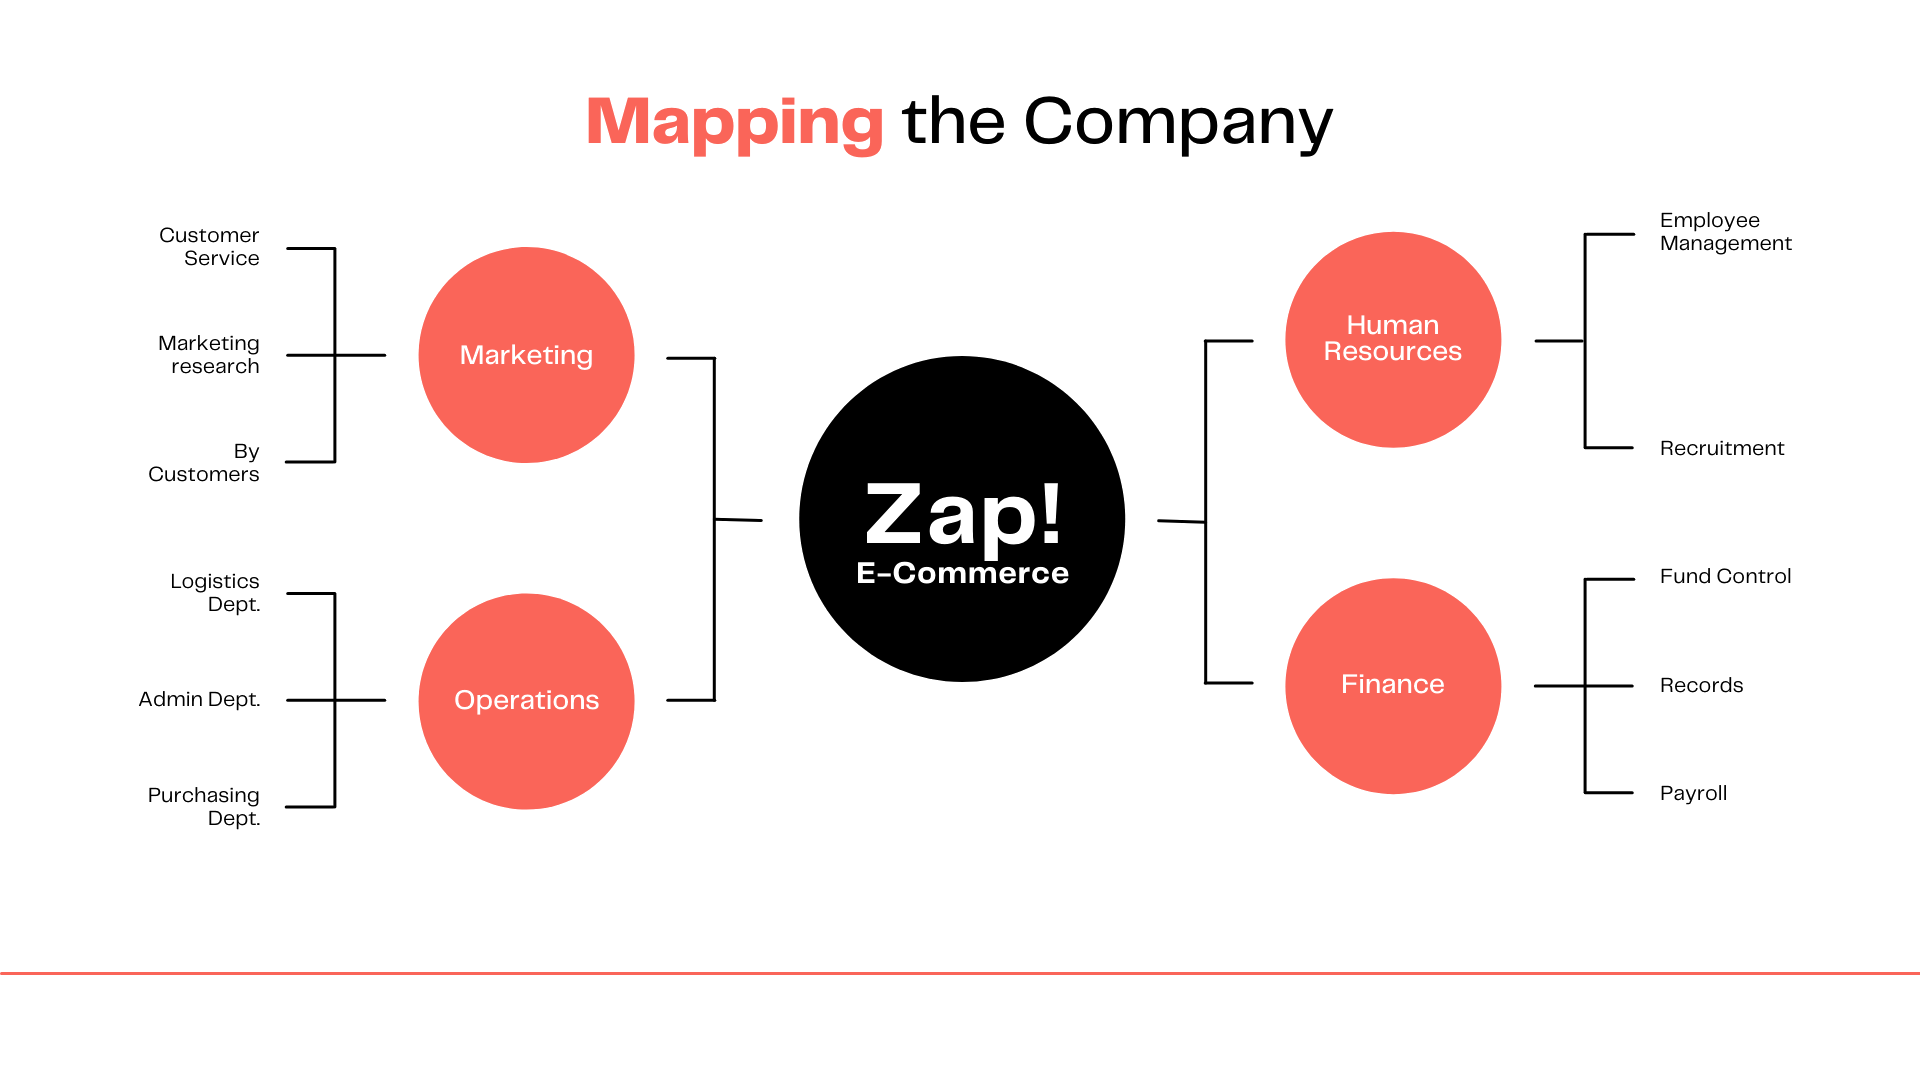 Mapping the Company
Customer
Service
Marketing
research
By
Customers
Marketing
Logistics
Dept.
Admin Dept.
Purchasing
Dept.
Operations
Zap!
E-Commerce
Human
Resources
Employee
Management
Recruitment
Finance
Fund Control
Records
Payroll